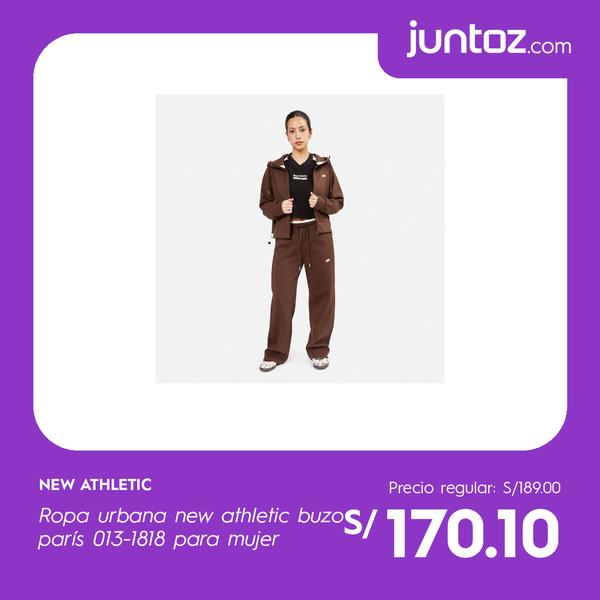 juntoz.com
NEW ATHLETIC
Precio regular: S/189.00
Ropa urbana new athletic buzo
parís 013-1818 para mujer
S/ 170.10